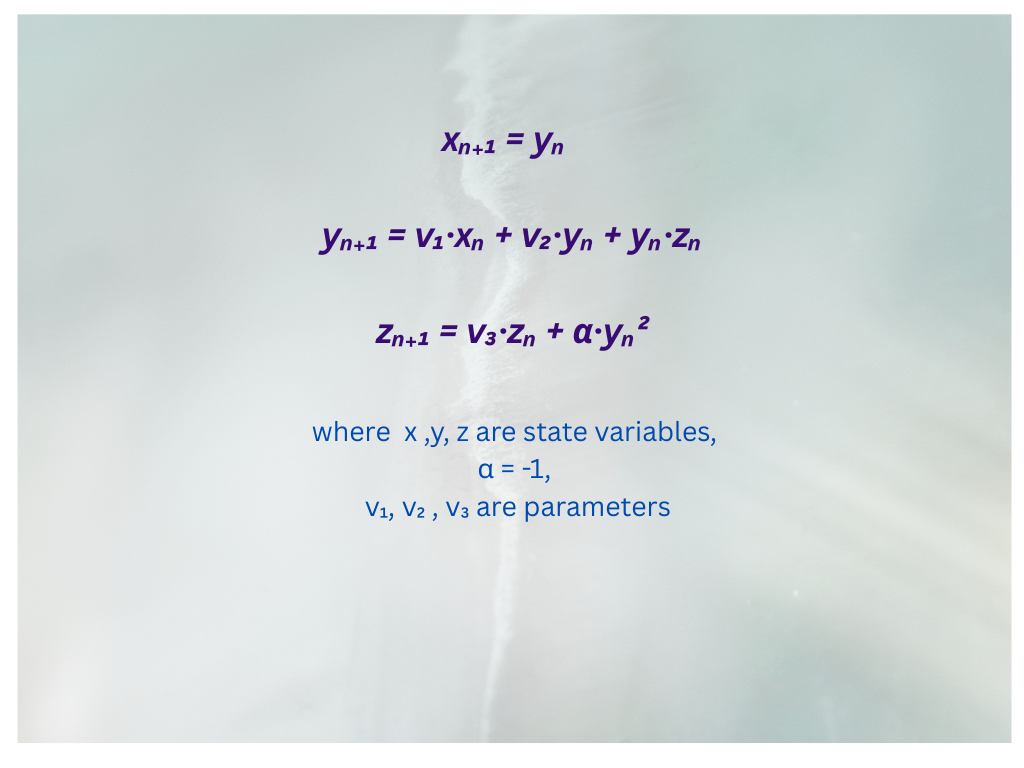 xₙ₊₁ = yₙ
yₙ₊₁ = v₁·xₙ + v₂·yₙ + yₙ·zₙ
zₙ₊₁ = v₃·zₙ + α·yₙ²
where x ,y, z are state variables,
α = -1,
v₁, v₂ , v₃ are parameters